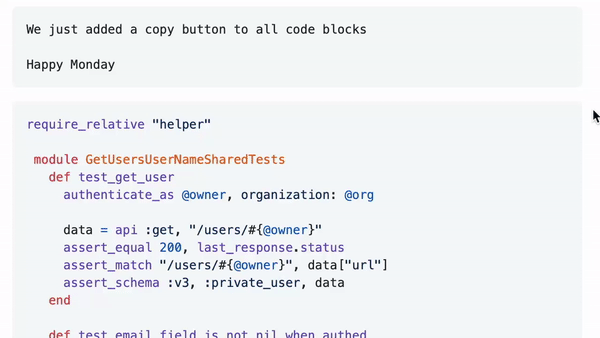 We just added a copy button to all code blocks
Happy Monday
require_relative "helper"
module GetUsersUserNameSharedTests
def test_get_user
authenticate_as @owner, organization: @org
data = api :get, "/users/#{@owner}"
assert_equal 200, last_response.status
assert_match "/users/#{@owner}", data["url"]
assert_schema :v3, :private_user, data
end
def test_email_field_is_not_nil_when_authed